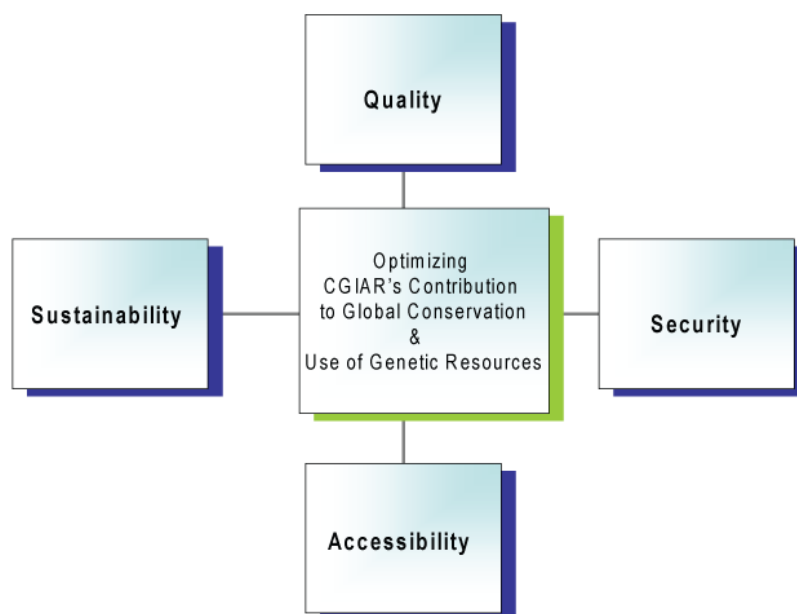 Quality
Optimizing
CGIAR's Contribution
to Global Conservation
&
Use of Genetic Resources
Sustainability
Security
Accessibility